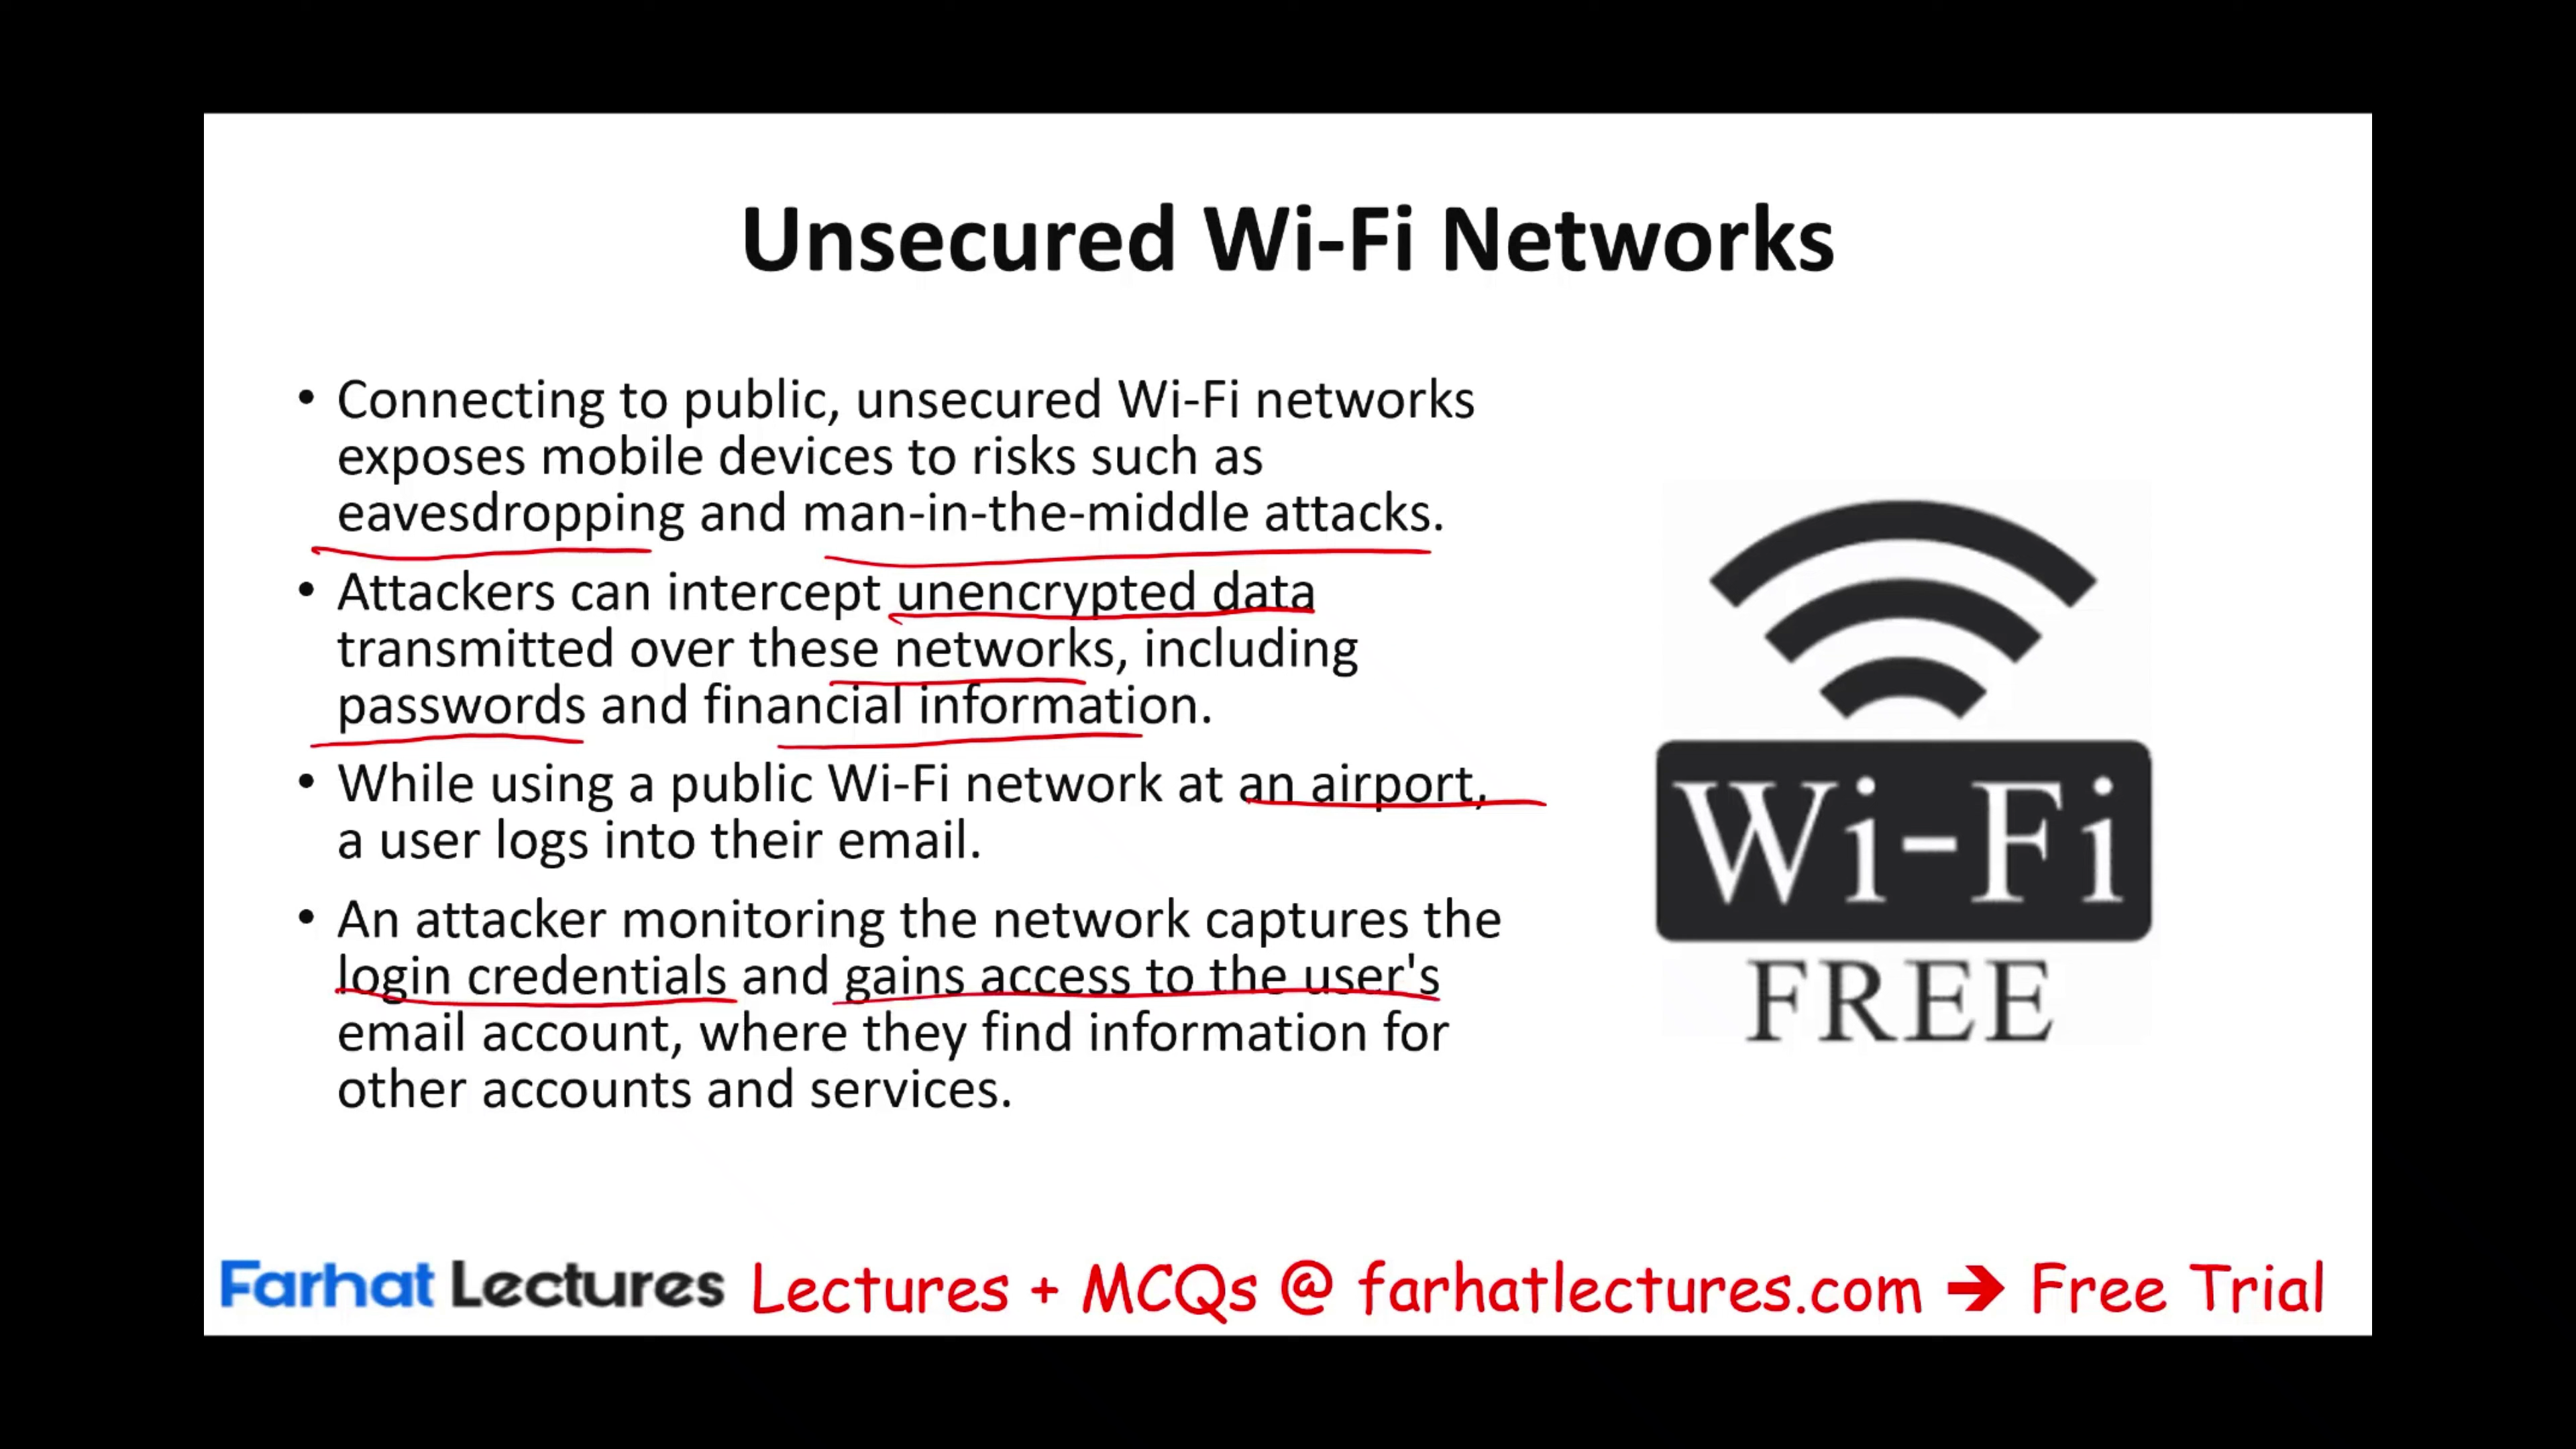 Unsecured Wi-Fi Networks
• Connecting to public, unsecured Wi-Fi networks
exposes mobile devices to risks such as
eavesdropping and man-in-the-middle attacks.
• Attackers can intercept unencrypted data
transmitted over these networks, including
passwords and financial information.
• While using a public Wi-Fi network at an airport,
a user logs into their email.
• An attacker monitoring the network captures the
login credentials and gains access to the user's
email account, where they find information for
other accounts and services.
Wi-Fi
FREE
Farhat Lectures Lectures + MCQs @ farhatlectures.com ➔ Free Trial